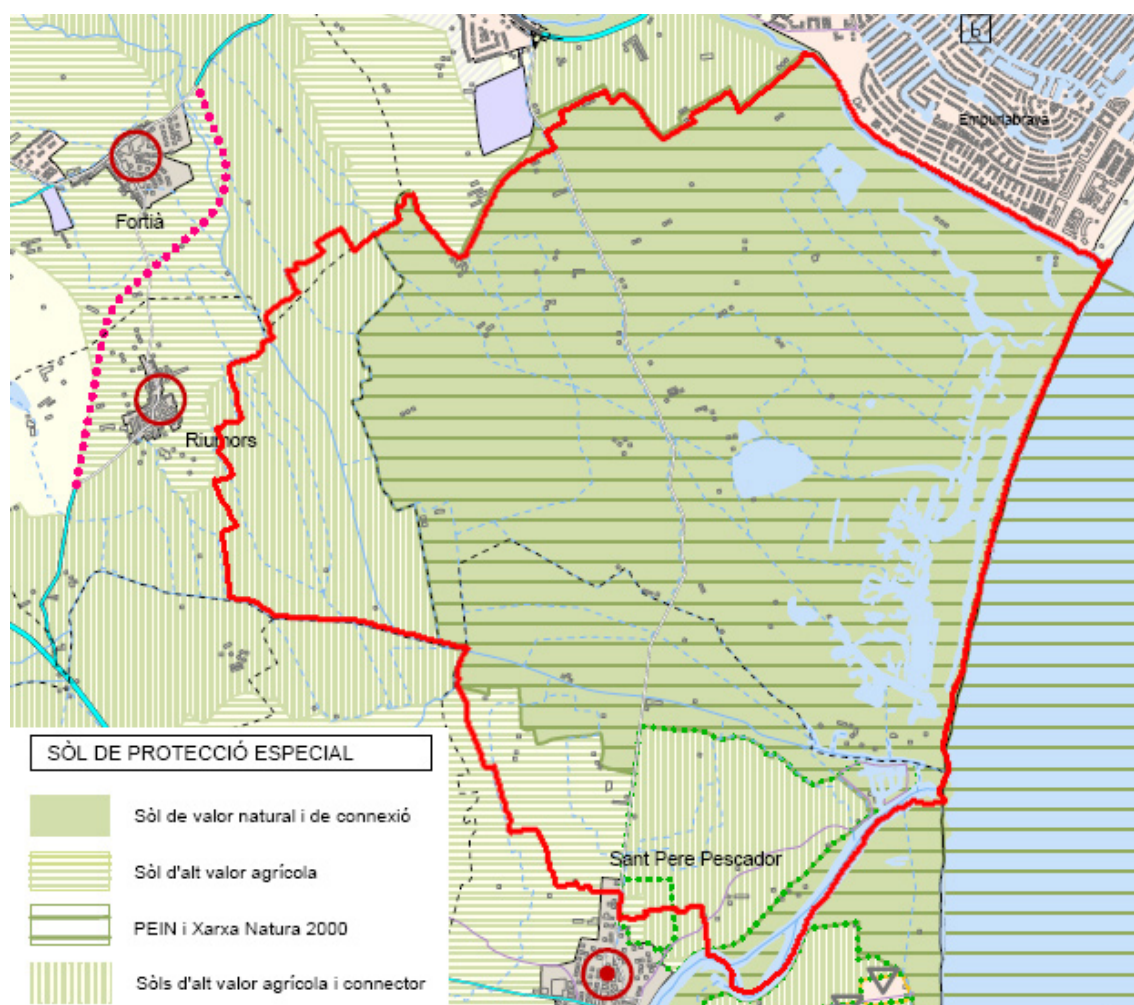 6
Empuriabrava
Fortià
Riumors
SÒL DE PROTECCIÓ ESPECIAL
Sòl de valor natural i de connexió
Sòl d'alt valor agrícola
PEIN i Xarxa Natura 2000
Sòls d'alt valor agrícola i connector
Sant Pere Pescador